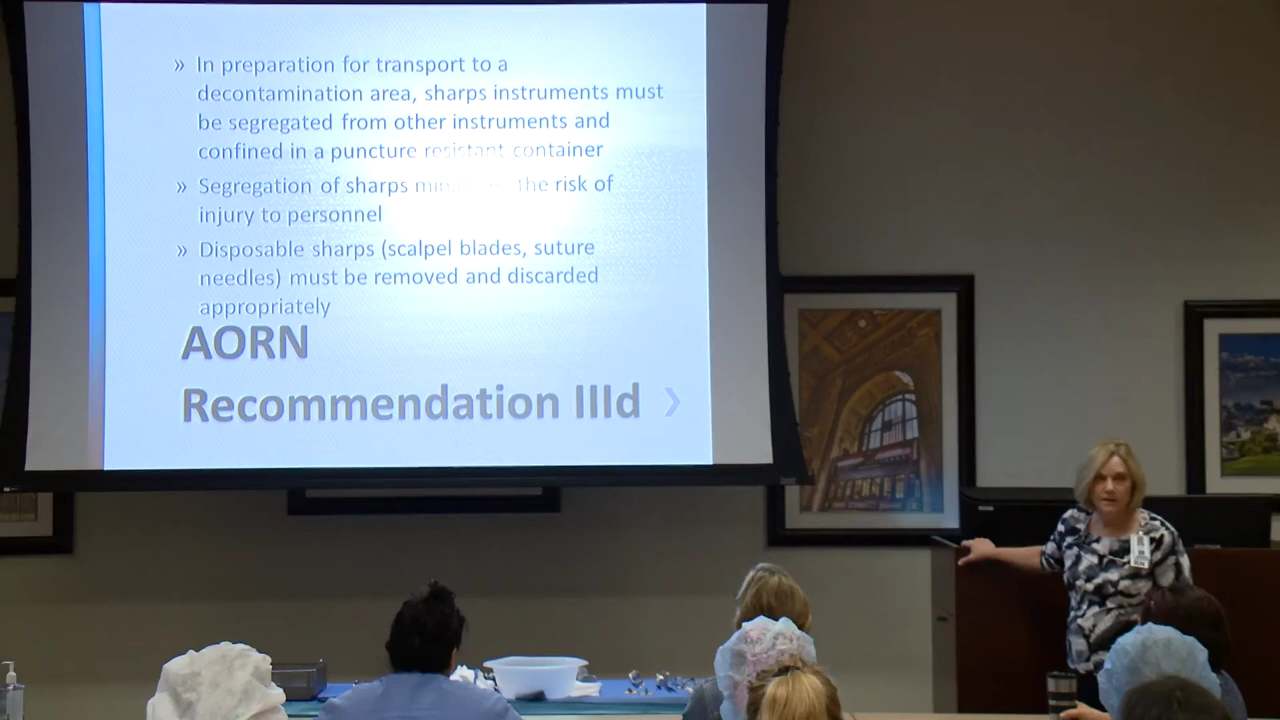 » In preparation for transport to a
decontamination area, sharps instruments must
be segregated from other instruments and
confined in a puncture resistant container
» Segregation of sharps the risk of
injury to personnel
» Disposable sharps (scalpel blades, suture
needles) must be removed and discarded
appropriately
AORN
Recommendation IIId